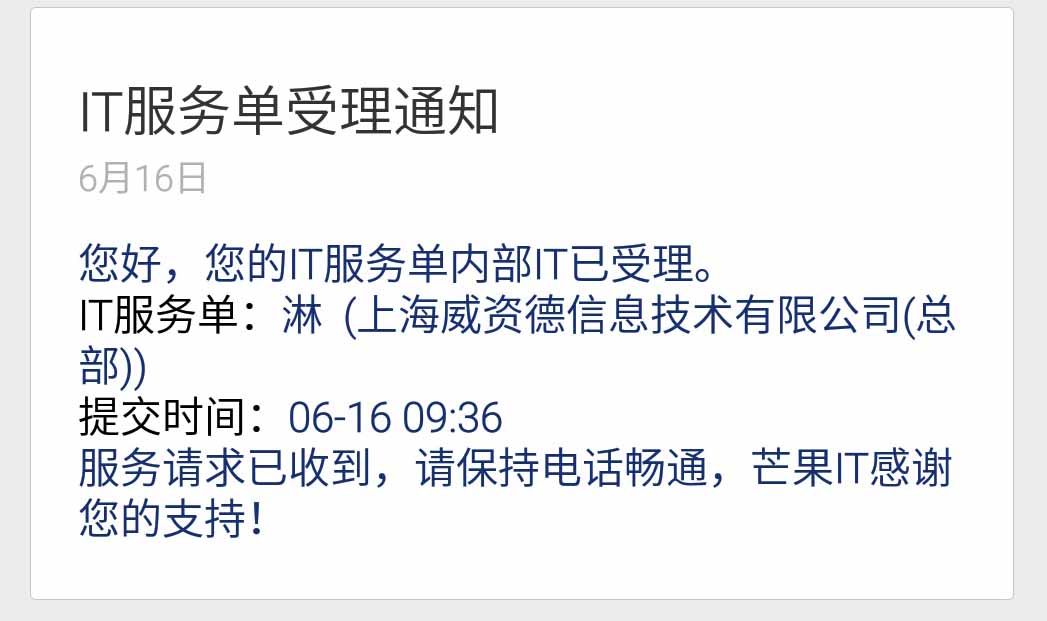 IT服务单受理通知
6月16日
您好，您的IT服务单内部IT已受理。
IT服务单：淋 (上海威资德信息技术有限公司(总
部))
提交时间：06-16 09:36
服务请求已收到，请保持电话畅通，芒果IT感谢
您的支持！